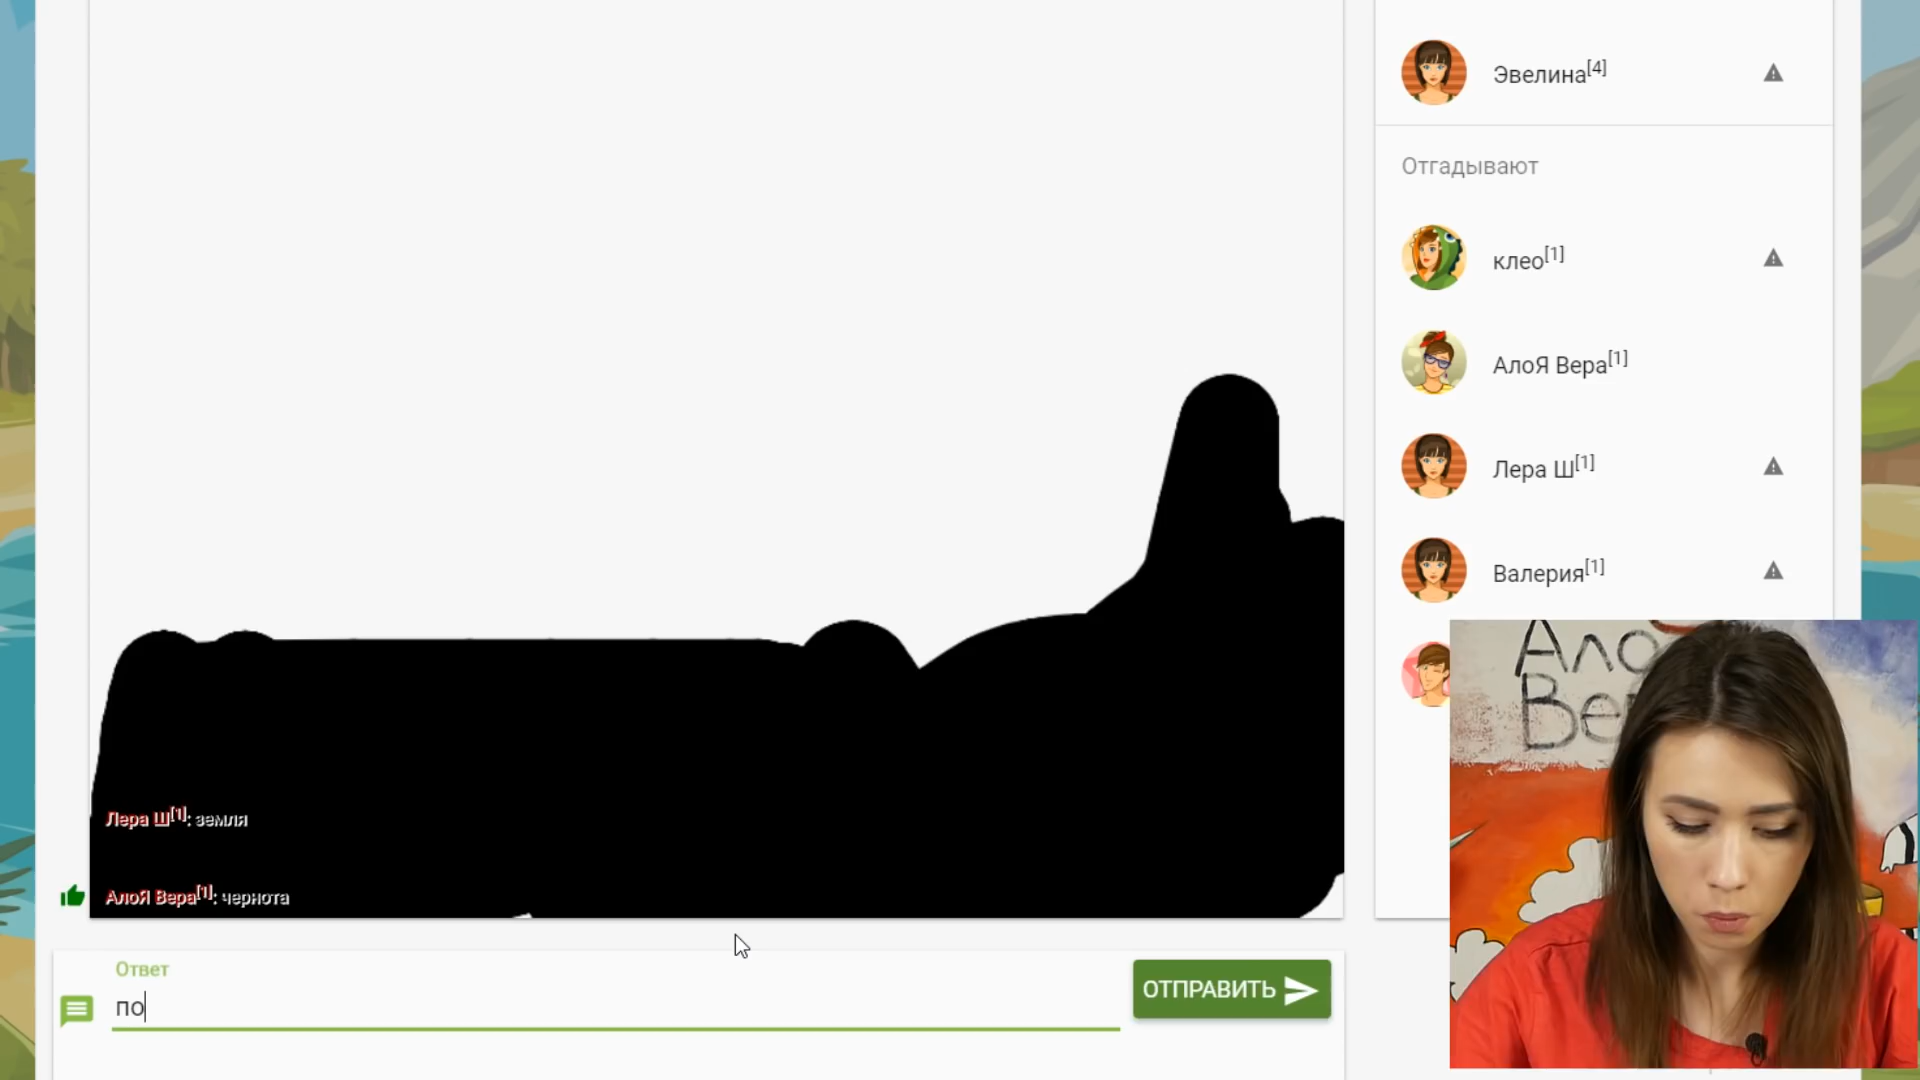 Эвелина[4]
Отгадывают
клео[1]
АлоЯ Вера[1]
Лера Ш[1]
Валерия[1]
Лера Ш[1]: земля
АлоЯ Вера[1]: чернота
Ответ
по
ОТПРАВИТЬ
Ало
Ве